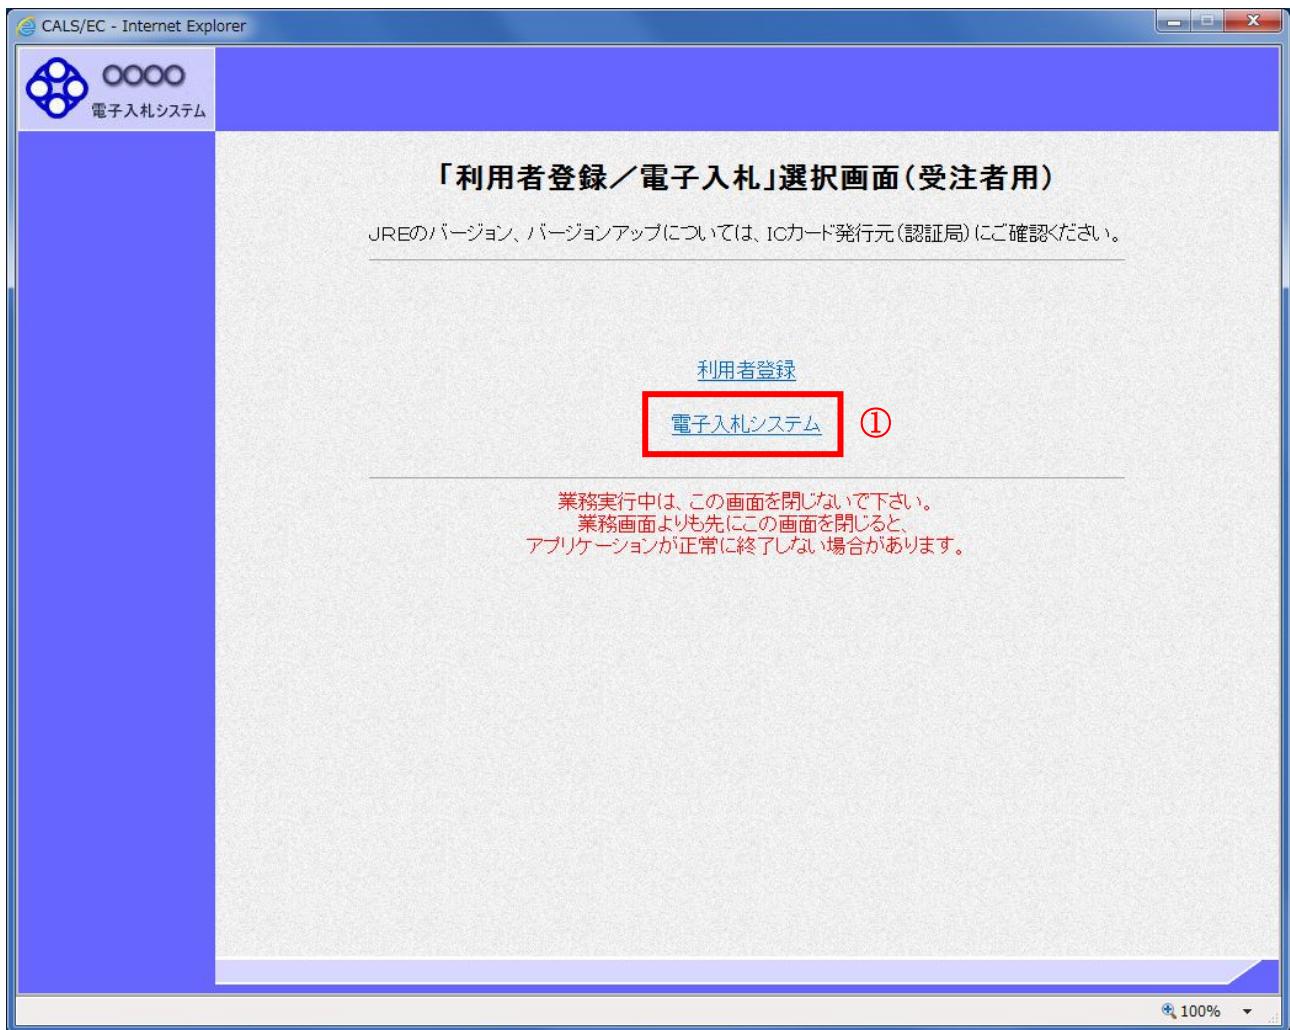 CALS/EC - Internet Explorer
〇〇〇〇
電子入札システム
「利用者登録／電子入札」選択画面（受注者用）
JREのバージョン、バージョンアップについては、ICカード発行元（認証局）にご確認ください。
利用者登録
電子入札システム ①
業務実行中は、この画面を閉じないで下さい。
業務画面よりも先にこの画面を閉じると、
アプリケーションが正常に終了しない場合があります。
100%